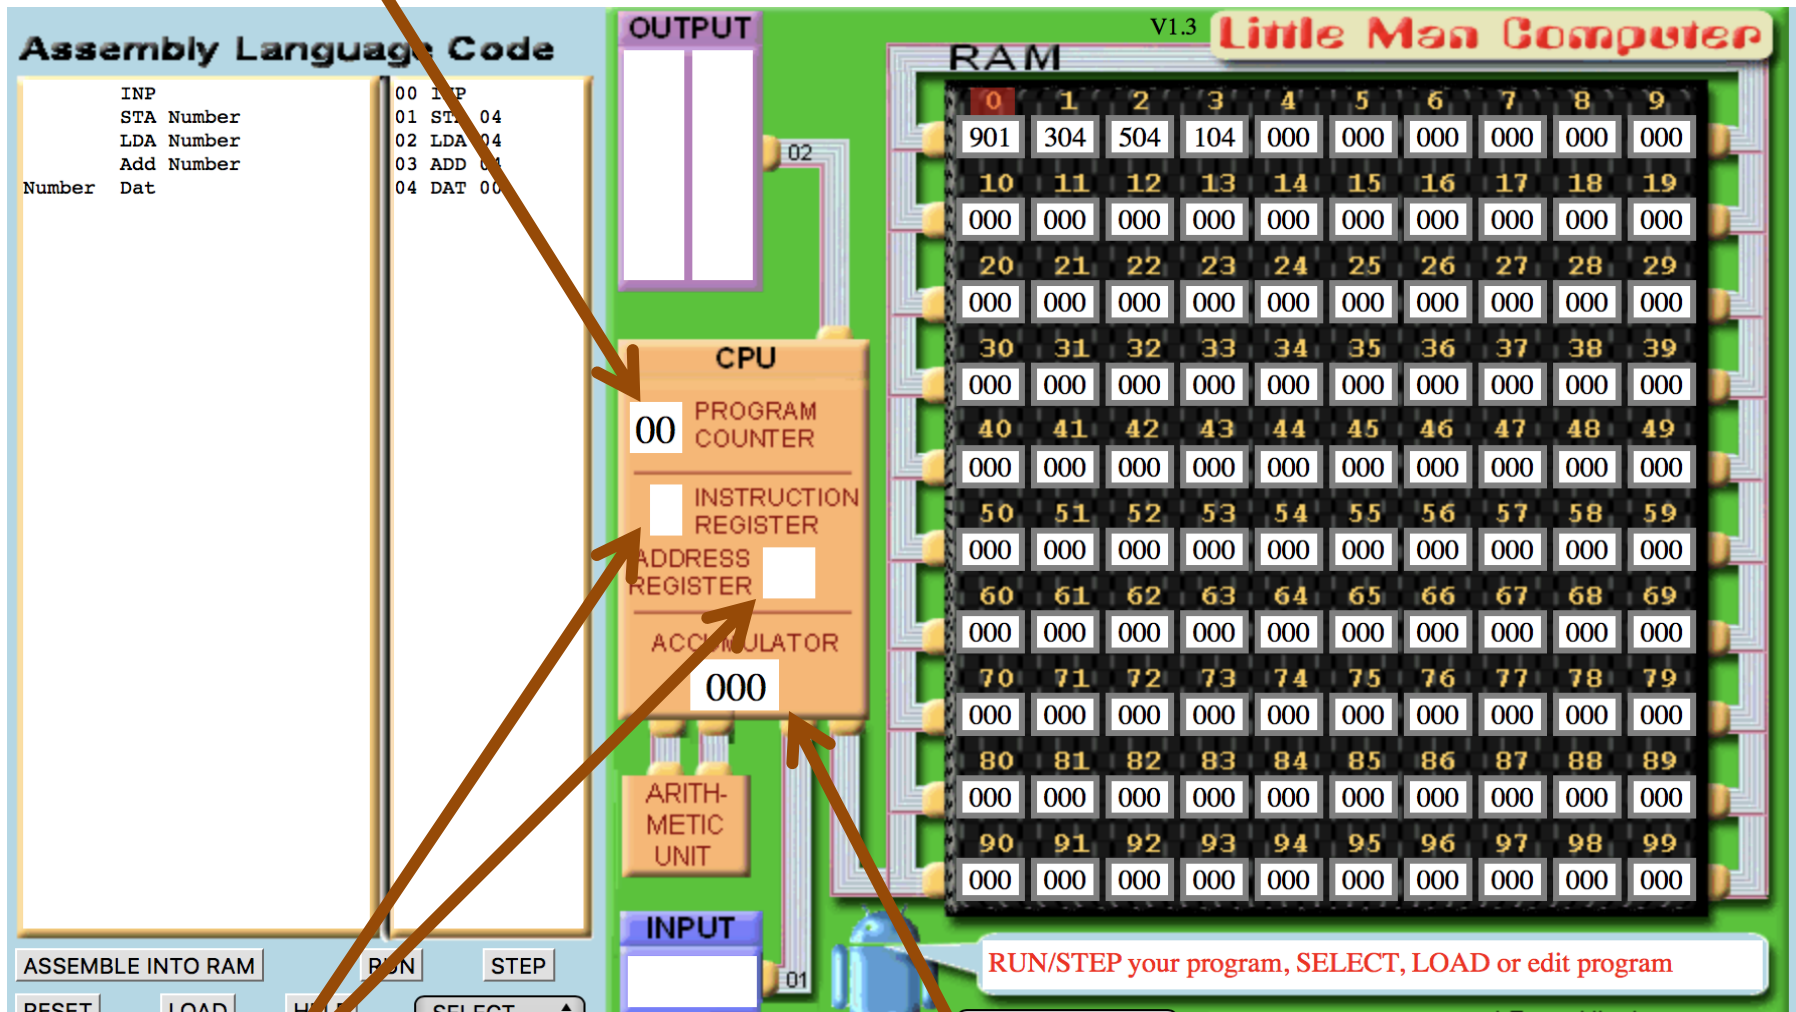 Assembly Language Code
INP
STA Number
LDA Number
Add Number
Number Dat
00 INP
01 STA 04
02 LDA 04
03 ADD 04
04 DAT 00
OUTPUT
02
CPU
00 PROGRAM
COUNTER
INSTRUCTION
REGISTER
ADDRESS
REGISTER
ACCUMULATOR
000
ARITH-
METIC
UNIT
INPUT
01
V1.3
Little Man Computer
RAM
0 1 2 3 4 5 6 7 8 9
901 304 504 104 000 000 000 000 000 000
10 11 12 13 14 15 16 17 18 19
000 000 000 000 000 000 000 000 000 000
20 21 22 23 24 25 26 27 28 29
000 000 000 000 000 000 000 000 000 000
30 31 32 33 34 35 36 37 38 39
000 000 000 000 000 000 000 000 000 000
40 41 42 43 44 45 46 47 48 49
000 000 000 000 000 000 000 000 000 000
50 51 52 53 54 55 56 57 58 59
000 000 000 000 000 000 000 000 000 000
60 61 62 63 64 65 66 67 68 69
000 000 000 000 000 000 000 000 000 000
70 71 72 73 74 75 76 77 78 79
000 000 000 000 000 000 000 000 000 000
80 81 82 83 84 85 86 87 88 89
000 000 000 000 000 000 000 000 000 000
90 91 92 93 94 95 96 97 98 99
000 000 000 000 000 000 000 000 000 000
RUN/STEP your program, SELECT, LOAD or edit program
ASSEMBLE INTO RAM RUN STEP
RESET LOAD HELP SELECT